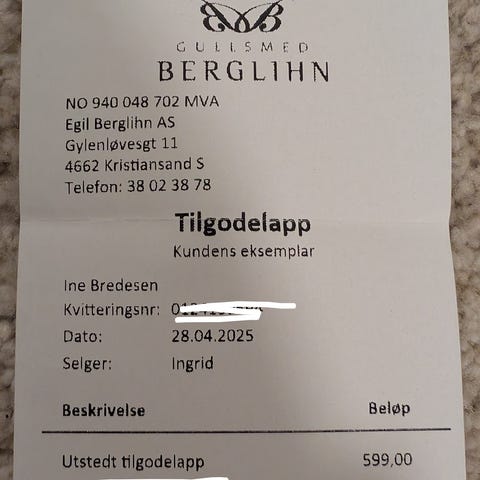 GULLSMED
BERGLIHN
NO 940 048 702 MVA
Egil Berglihn AS
Gylenløvesgt 11
4662 Kristiansand S
Telefon: 38 02 38 78
Tilgodelapp
Kundens eksemplar
Ine Bredesen
Kvitteringsnr:
Dato: 28.04.2025
Selger: Ingrid
Beskrivelse Beløp
Utstedt tilgodelapp 599,00